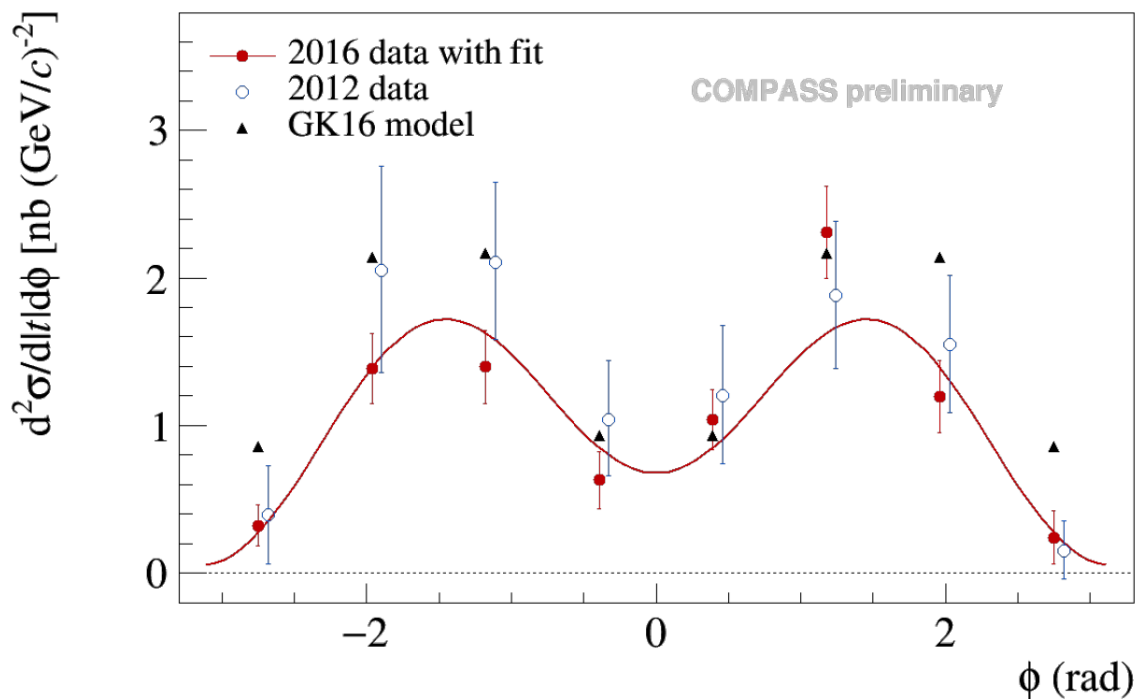 d²σ/d|t|dϕ [nb (GeV/c)⁻²]
2016 data with fit
2012 data
GK16 model
COMPASS preliminary
3
2
1
0
−2
0
2
ϕ (rad)